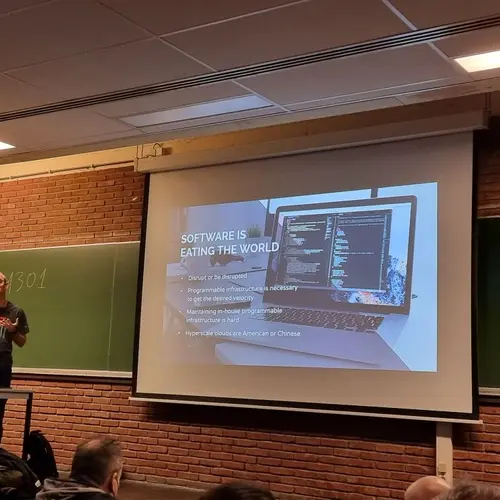 1301
SOFTWARE IS
EATING THE WORLD
• Disrupt or be disrupted
• Programmable infrastructure is necessary
to get the desired velocity
• Maintaining in-house programmable
infrastructure is hard
• Hyperscale clouds are American or Chinese